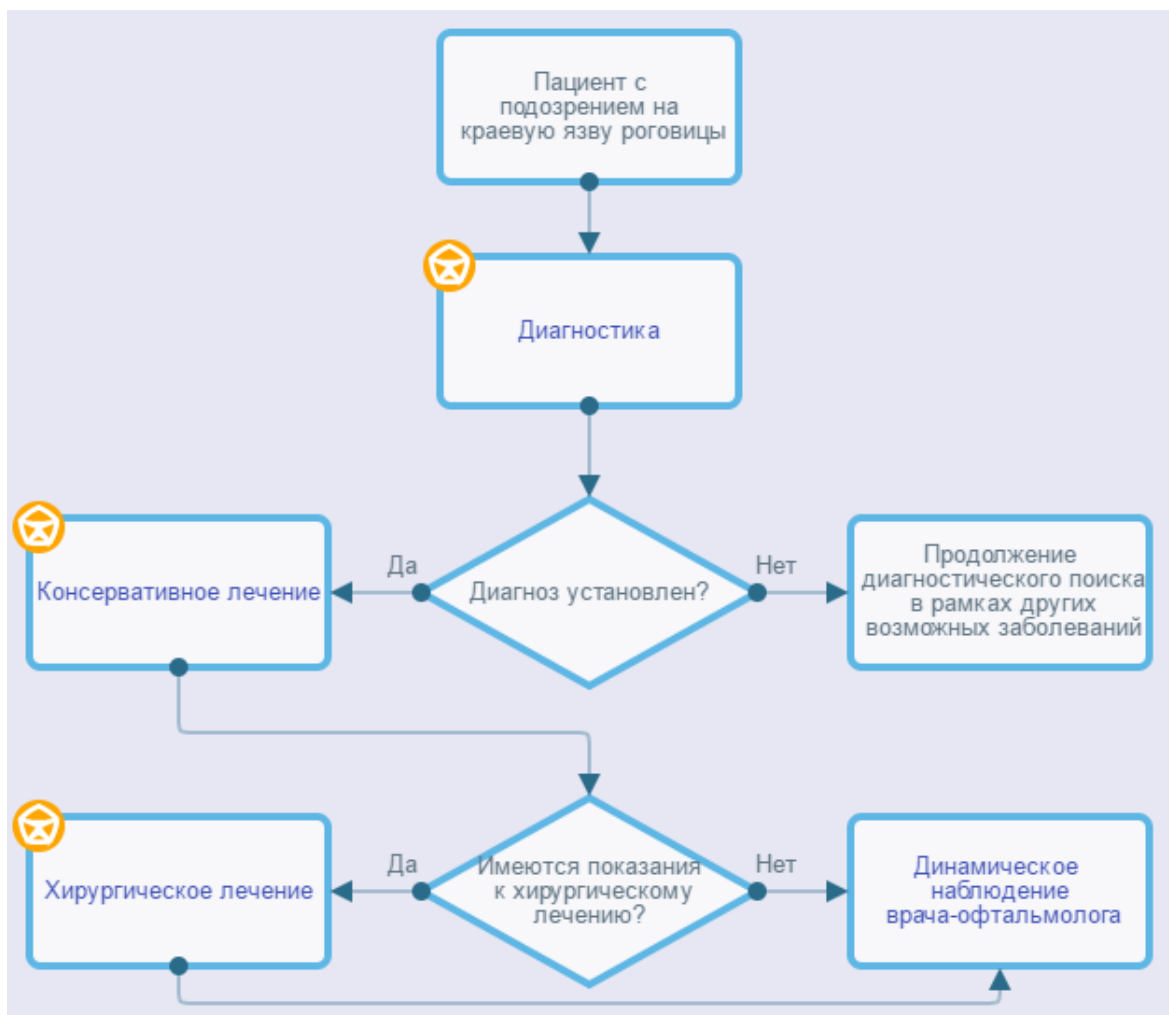 Пациент с
подозрением на
краевую язву роговицы
Диагностика
Консервативное лечение
Да
Диагноз установлен?
Нет
Продолжение
диагностического поиска
в рамках других
возможных заболеваний
Хирургическое лечение
Да
Имеются показания
к хирургическому
лечению?
Нет
Динамическое
наблюдение
врача-офтальмолога